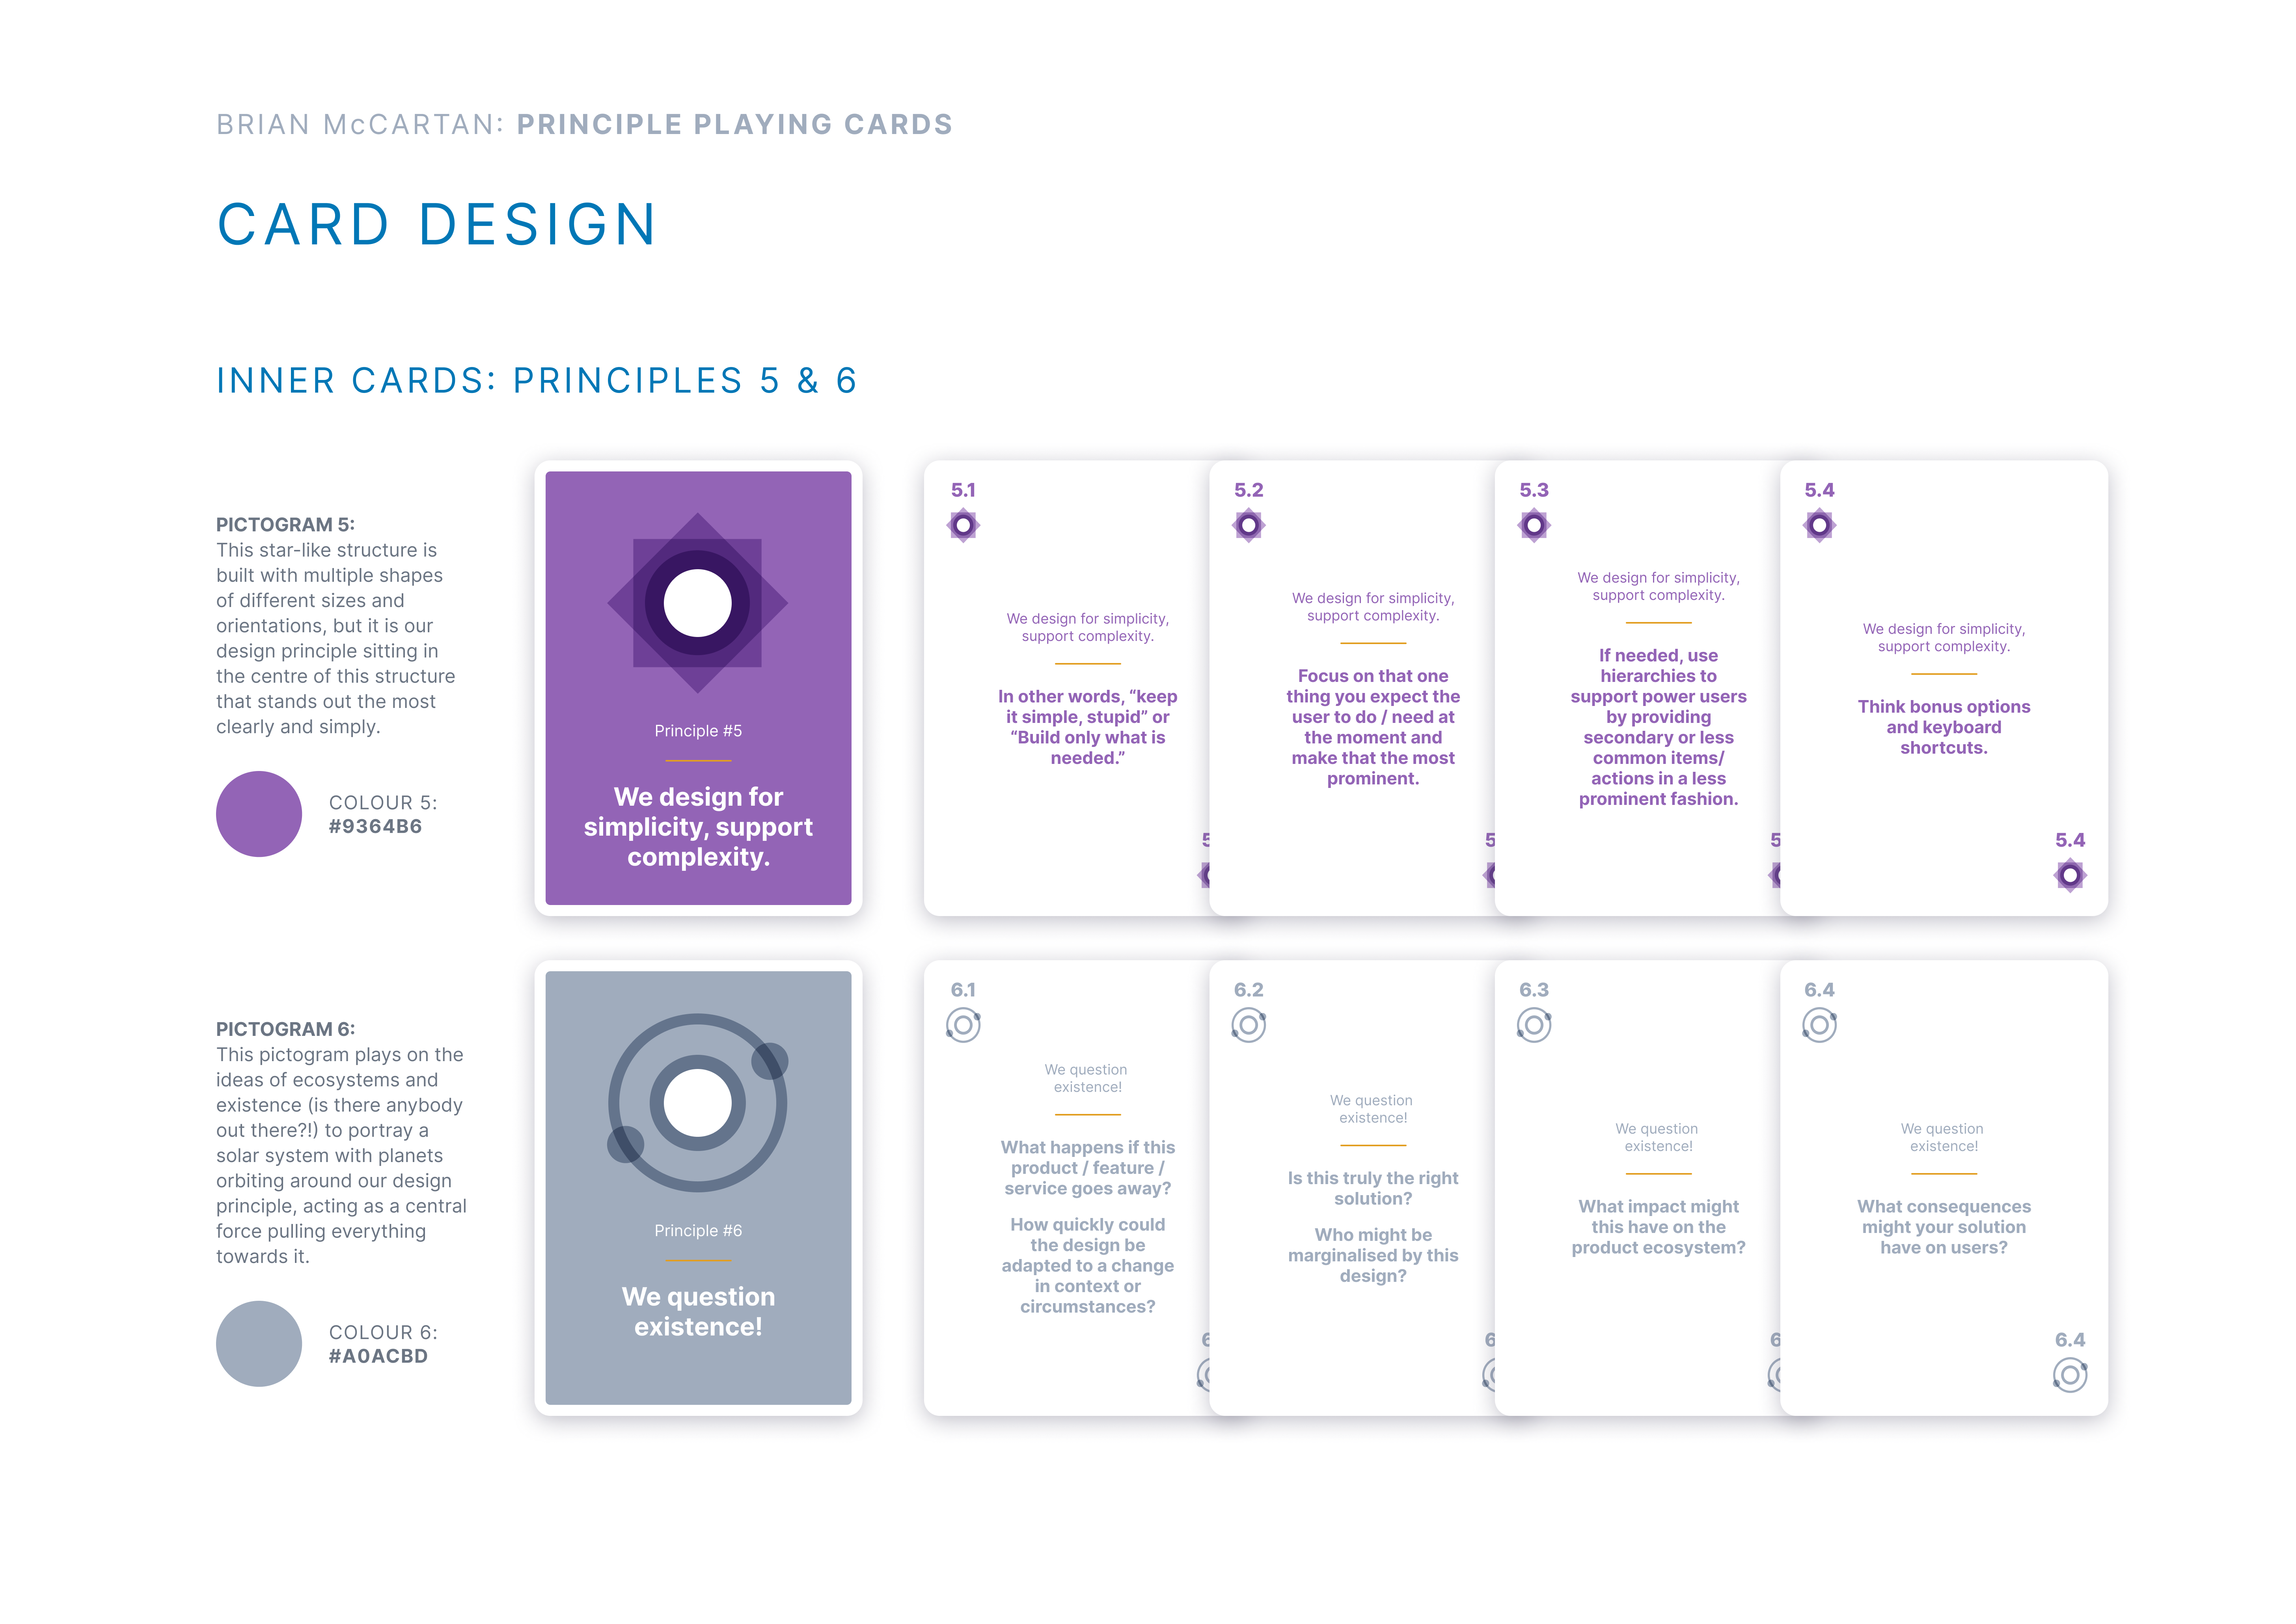 BRIAN McCARTAN: PRINCIPLE PLAYING CARDS
CARD DESIGN
INNER CARDS: PRINCIPLES 5 & 6
PICTOGRAM 5:
This star-like structure is
built with multiple shapes
of different sizes and
orientations, but it is our
design principle sitting in
the centre of this structure
that stands out the most
clearly and simply.
COLOUR 5:
#9364B6
Principle #5
We design for
simplicity, support
complexity.
5.1
We design for simplicity,
support complexity.
In other words, “keep
it simple, stupid” or
“Build only what is
needed.”
5
5.2
We design for simplicity,
support complexity.
Focus on that one
thing you expect the
user to do / need at
the moment and
make that the most
prominent.
5
5.3
We design for simplicity,
support complexity.
If needed, use
hierarchies to
support power users
by providing
secondary or less
common items/
actions in a less
prominent fashion.
5
5.4
We design for simplicity,
support complexity.
Think bonus options
and keyboard
shortcuts.
5.4
PICTOGRAM 6:
This pictogram plays on the
ideas of ecosystems and
existence (is there anybody
out there?!) to portray a
solar system with planets
orbiting around our design
principle, acting as a central
force pulling everything
towards it.
COLOUR 6:
#A0ACBD
Principle #6
We question
existence!
6.1
We question
existence!
What happens if this
product / feature /
service goes away?
How quickly could
the design be
adapted to a change
in context or
circumstances?
6
6.2
We question
existence!
Is this truly the right
solution?
Who might be
marginalised by this
design?
6
6.3
We question
existence!
What impact might
this have on the
product ecosystem?
6
6.4
We question
existence!
What consequences
might your solution
have on users?
6.4